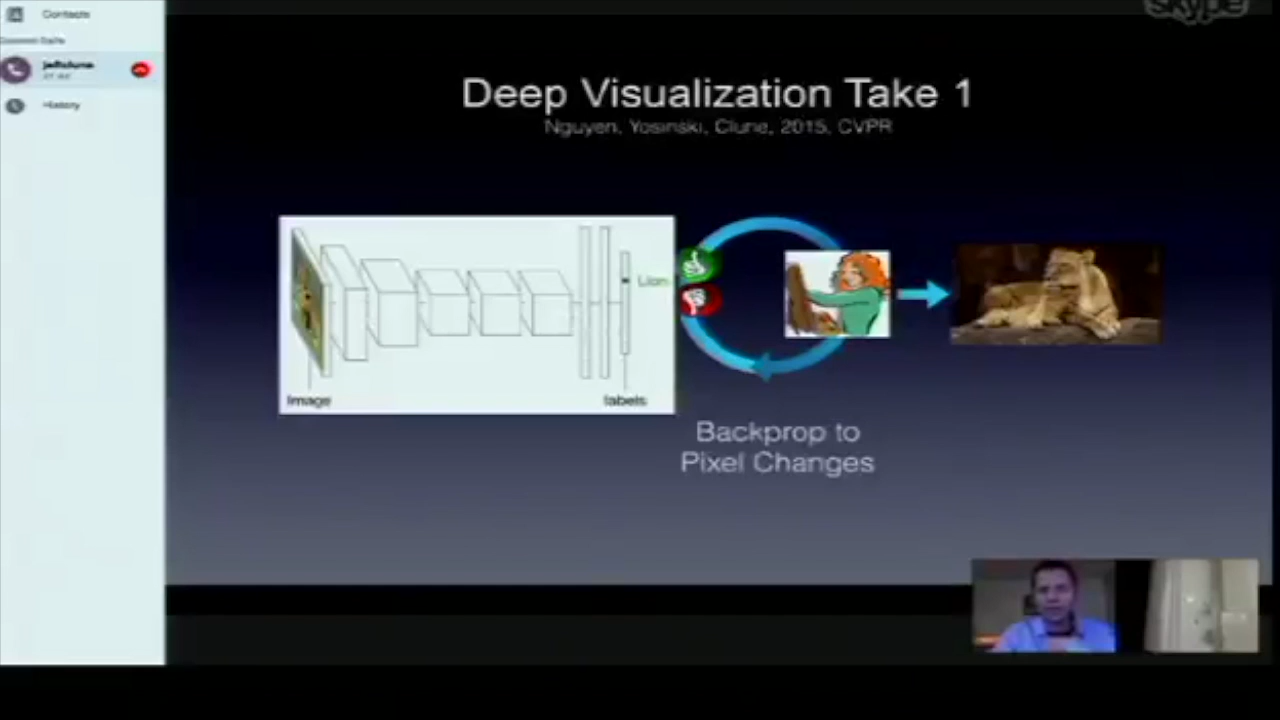 Contacts
skype
jeffclune
History
Deep Visualization Take 1
Nguyen, Yosinski, Clune, 2015, CVPR
Lion
Image
labels
Backprop to
Pixel Changes